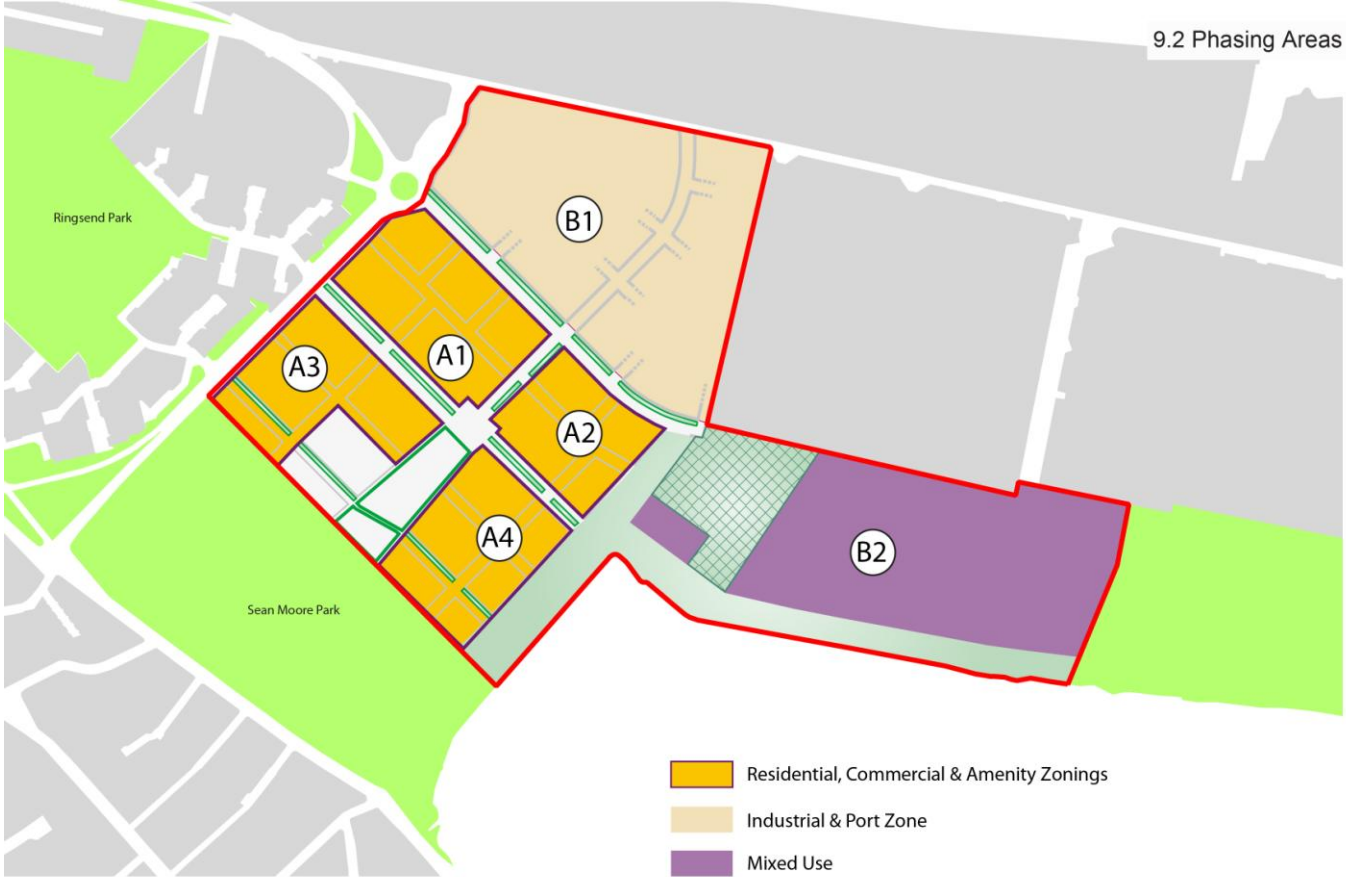 9.2 Phasing Areas
Ringsend Park
B1
A1
A3
A2
A4
B2
Sean Moore Park
Residential, Commercial & Amenity Zonings
Industrial & Port Zone
Mixed Use